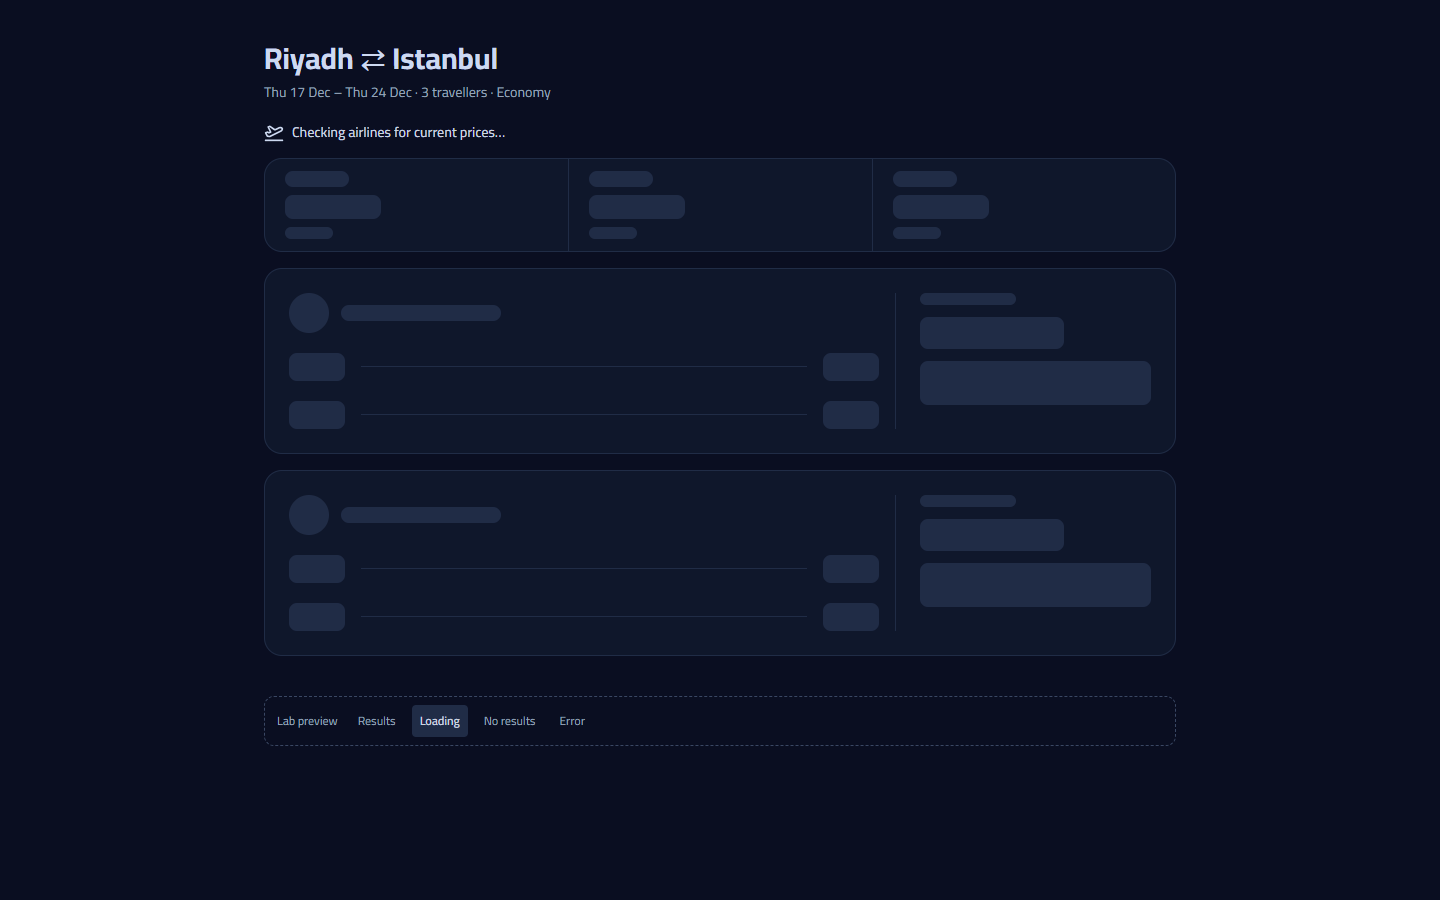 Riyadh ⇄ Istanbul
Thu 17 Dec – Thu 24 Dec · 3 travellers · Economy
Checking airlines for current prices…
Lab preview Results Loading No results Error